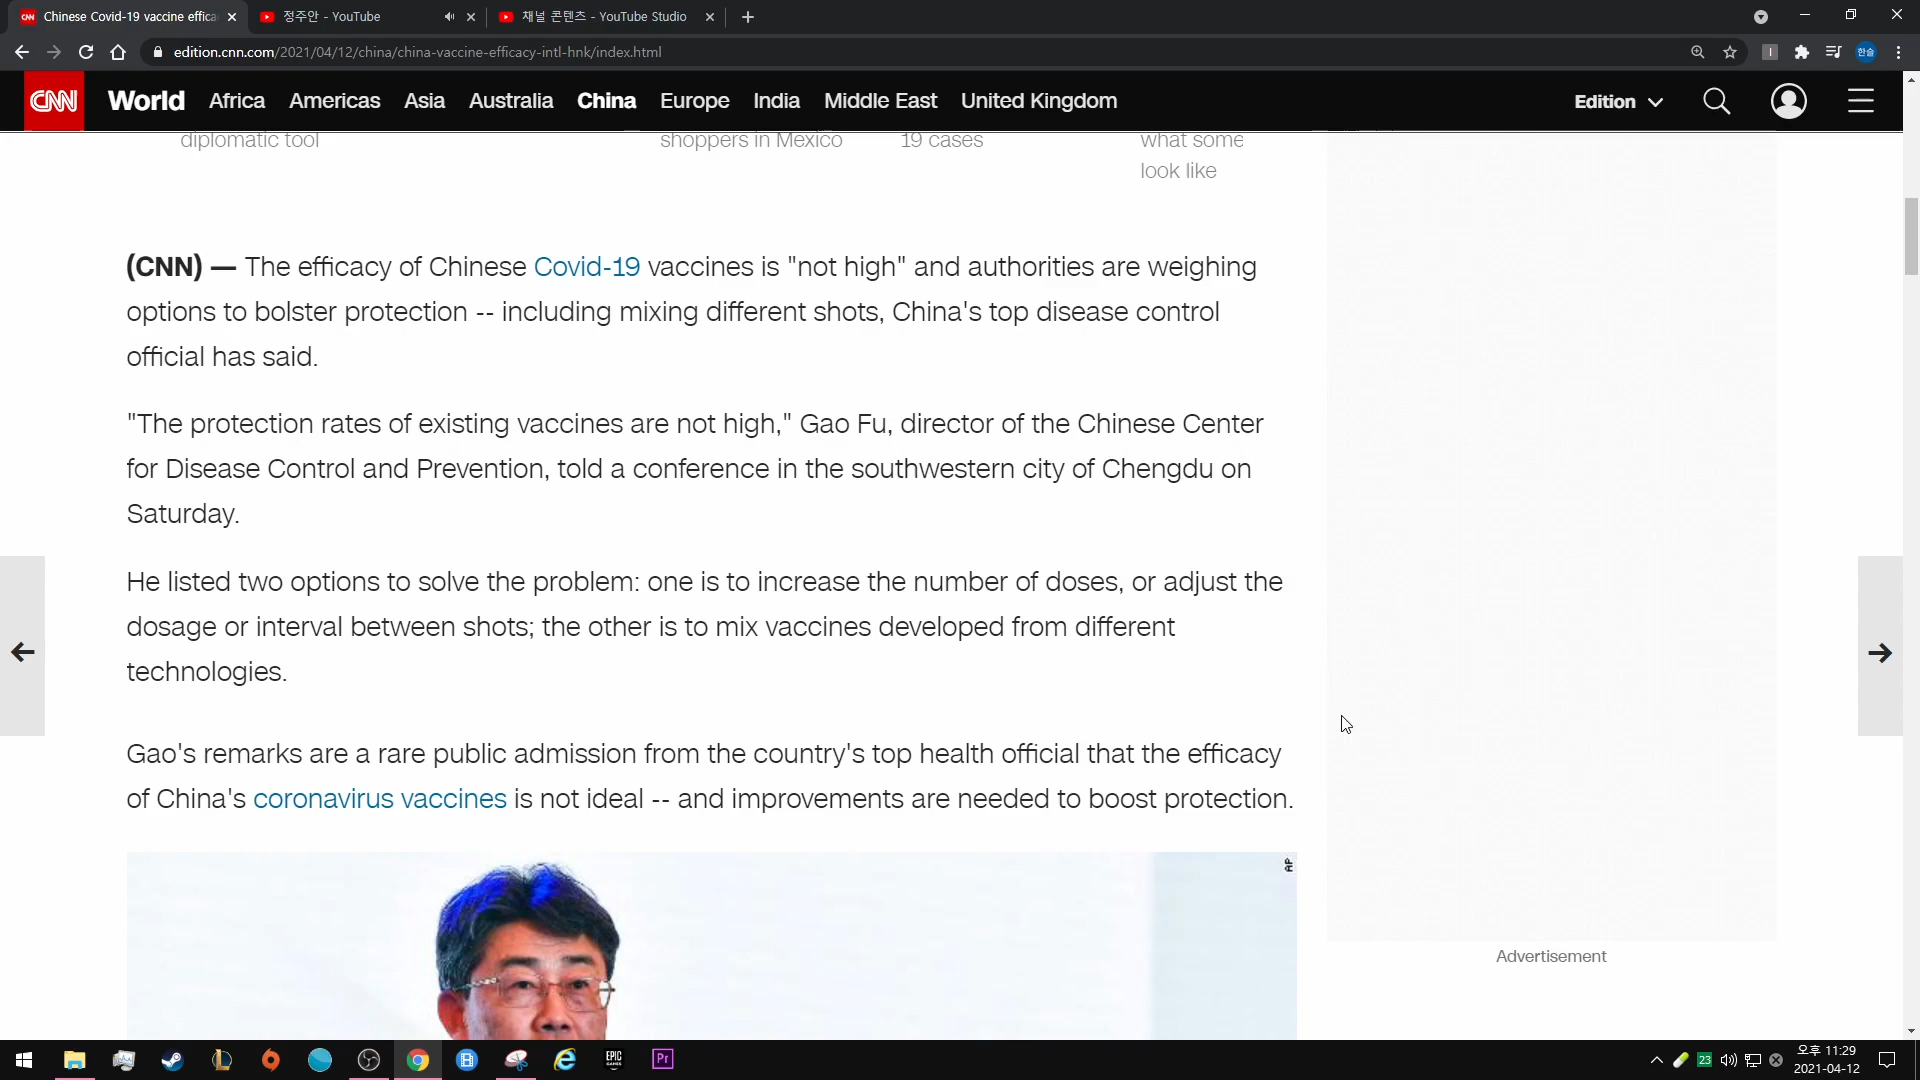 Chinese Covid-19 vaccine effica
정주안 - YouTube
채널 콘텐츠 - YouTube Studio
edition.cnn.com/2021/04/12/china/china-vaccine-efficacy-intl-hnk/index.html
한슬
CNN World Africa Americas Asia Australia China Europe India Middle East United Kingdom Edition
diplomatic tool
shoppers in Mexico
19 cases
what some
look like
(CNN) — The efficacy of Chinese Covid-19 vaccines is "not high" and authorities are weighing
options to bolster protection -- including mixing different shots, China's top disease control
official has said.
"The protection rates of existing vaccines are not high," Gao Fu, director of the Chinese Center
for Disease Control and Prevention, told a conference in the southwestern city of Chengdu on
Saturday.
He listed two options to solve the problem: one is to increase the number of doses, or adjust the
dosage or interval between shots; the other is to mix vaccines developed from different
technologies.
Gao's remarks are a rare public admission from the country's top health official that the efficacy
of China's coronavirus vaccines is not ideal -- and improvements are needed to boost protection.
AP
Advertisement
EPIC
GAMES
Pr
23
오후 11:29
2021-04-12